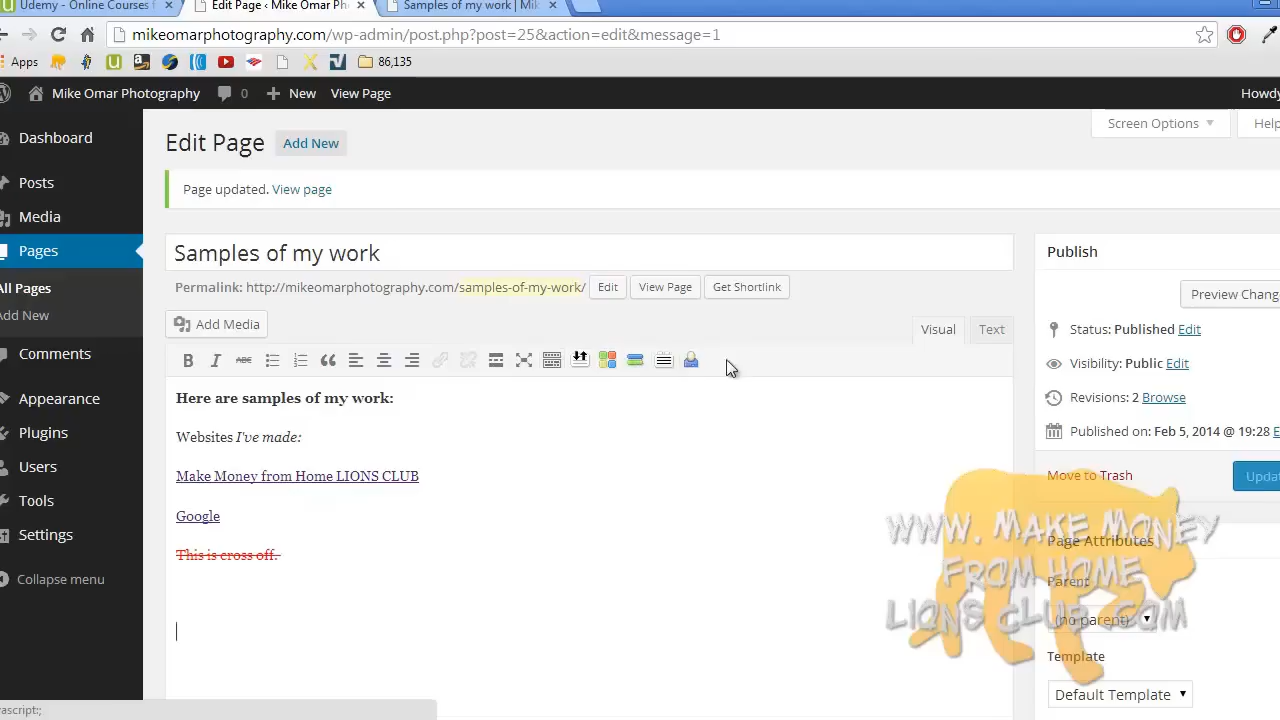 Udemy - Online Courses
Edit Page ‹ Mike Omar Ph
Samples of my work | Mi
mikeomarphotography.com/wp-admin/post.php?post=25&action=edit&message=1
Apps
86,135
Mike Omar Photography
0
New
View Page
Howdy
Dashboard
Posts
Media
Pages
All Pages
Add New
Comments
Appearance
Plugins
Users
Tools
Settings
Collapse menu
Edit Page
Add New
Screen Options
Help
Page updated. View page
Samples of my work
Permalink: http://mikeomarphotography.com/samples-of-my-work/
Edit
View Page
Get Shortlink
Add Media
Visual
Text
B I ABC
Here are samples of my work:
Websites I've made:
Make Money from Home LIONS CLUB
Google
This is cross off.
Publish
Preview Chang
Status: Published Edit
Visibility: Public Edit
Revisions: 2 Browse
Published on: Feb 5, 2014 @ 19:28 E
Move to Trash
Upda
Page Attributes
Parent
(no parent)
Template
Default Template
www. Make Money
From Home
Lions Club.com
vascript:;